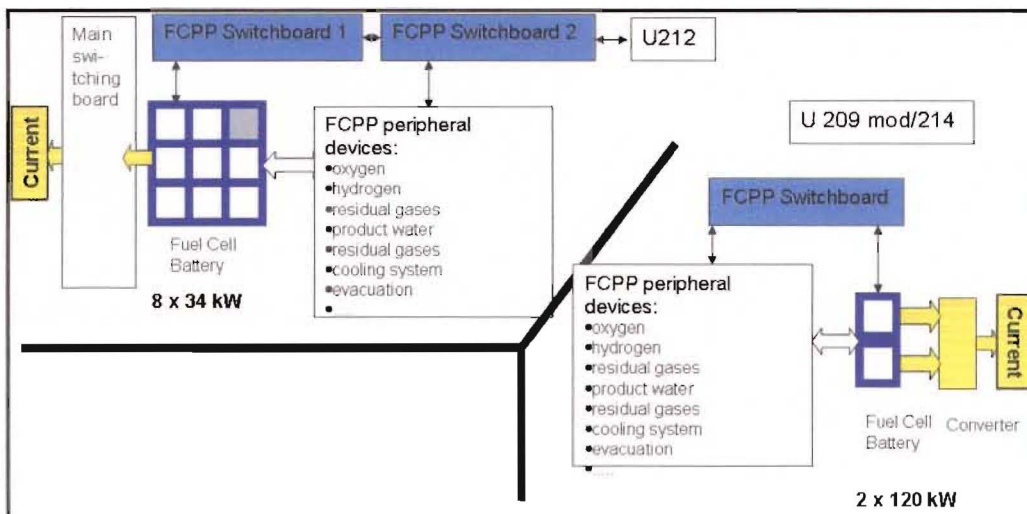 Main
swi-
tching
board
FCPP Switchboard 1
FCPP Switchboard 2
U212
Current
Fuel Cell
Battery
8 x 34 kW
FCPP peripheral
devices:
•oxygen
•hydrogen
•residual gases
•product water
•residual gases
•cooling system
•evacuation
•...
U 209 mod/214
FCPP Switchboard
FCPP peripheral
devices:
•oxygen
•hydrogen
•residual gases
•product water
•residual gases
•cooling system
•evacuation
•.....
Fuel Cell
Battery
Converter
Current
2 x 120 kW